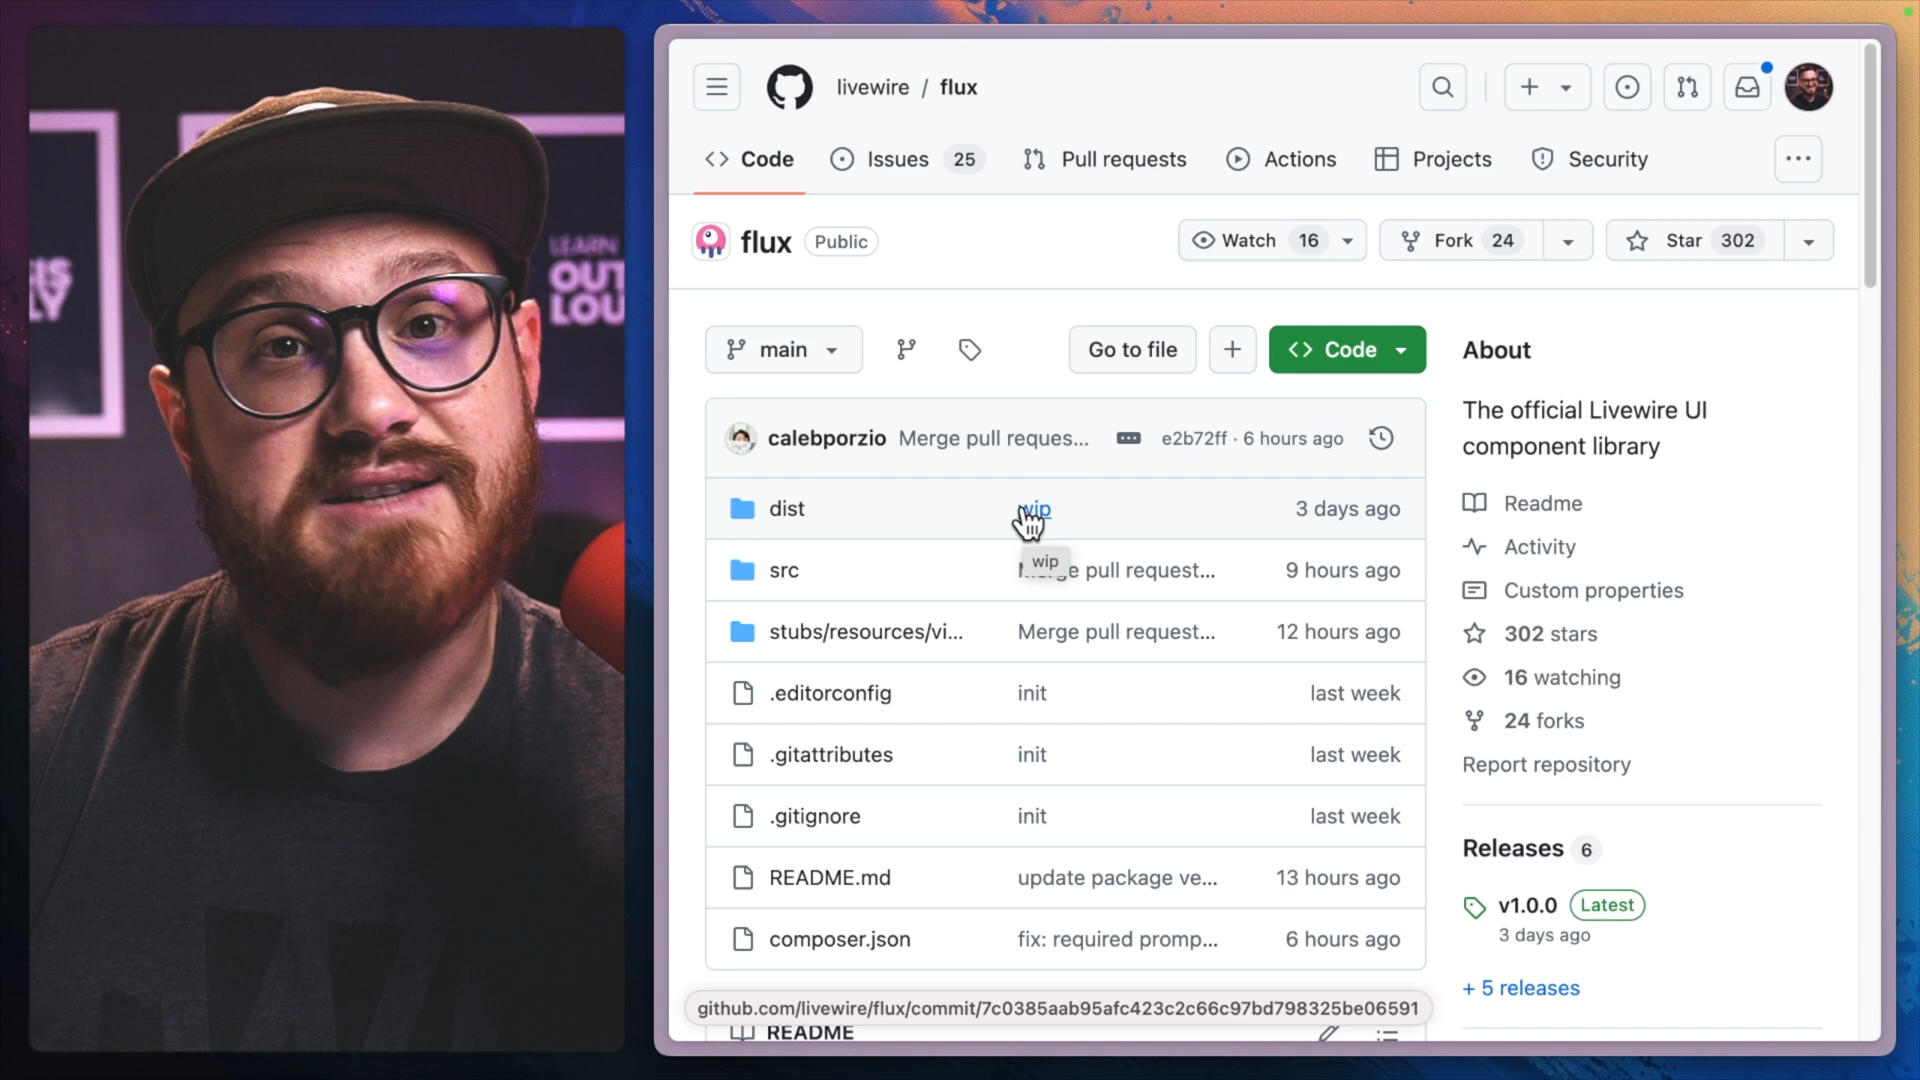 SIS
LY
LEARN
OUT
LOU
livewire / flux
Code
Issues 25
Pull requests
Actions
Projects
Security
flux Public
Watch 16
Fork 24
Star 302
main
Go to file
Code
calebporzio Merge pull reques... e2b72ff · 6 hours ago
dist wip 3 days ago
wip
src Merge pull request... 9 hours ago
stubs/resources/vi... Merge pull request... 12 hours ago
.editorconfig init last week
.gitattributes init last week
.gitignore init last week
README.md update package ve... 13 hours ago
composer.json fix: required promp... 6 hours ago
github.com/livewire/flux/commit/7c0385aab95afc423c2c66c97bd798325be06591
README
About
The official Livewire UI
component library
Readme
Activity
Custom properties
302 stars
16 watching
24 forks
Report repository
Releases 6
v1.0.0 Latest
3 days ago
+ 5 releases